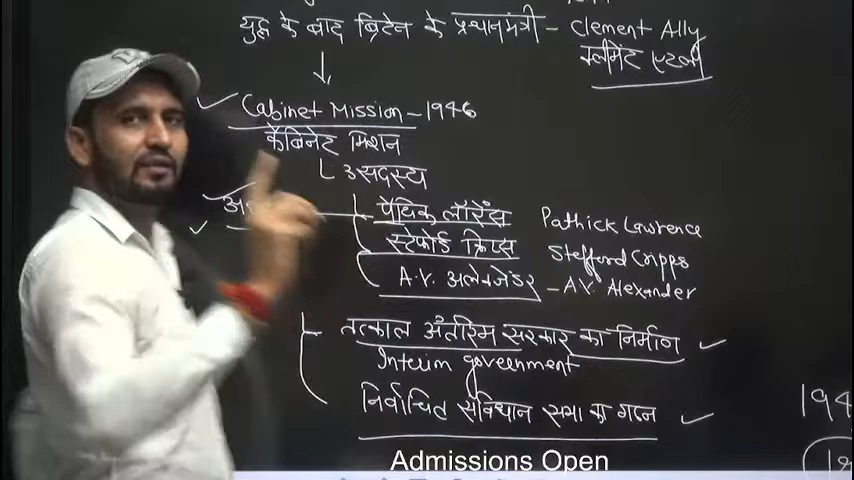 युद्ध के बाद ब्रिटेन के प्रधानमंत्री - Clement Ally
क्लीमेंट एटली
Cabinet Mission - 1946
कैबिनेट मिशन
3 सदस्य
पैथिक लॉरेंस Pathick Lawrence
स्टेफोर्ड क्रिप्स Stefford Cripps
A.V. अलेक्जेंडर - A.V. Alexander
तत्काल अंतरिम सरकार का निर्माण
Interim government
निर्वाचित संविधान सभा का गठन
194
Admissions Open